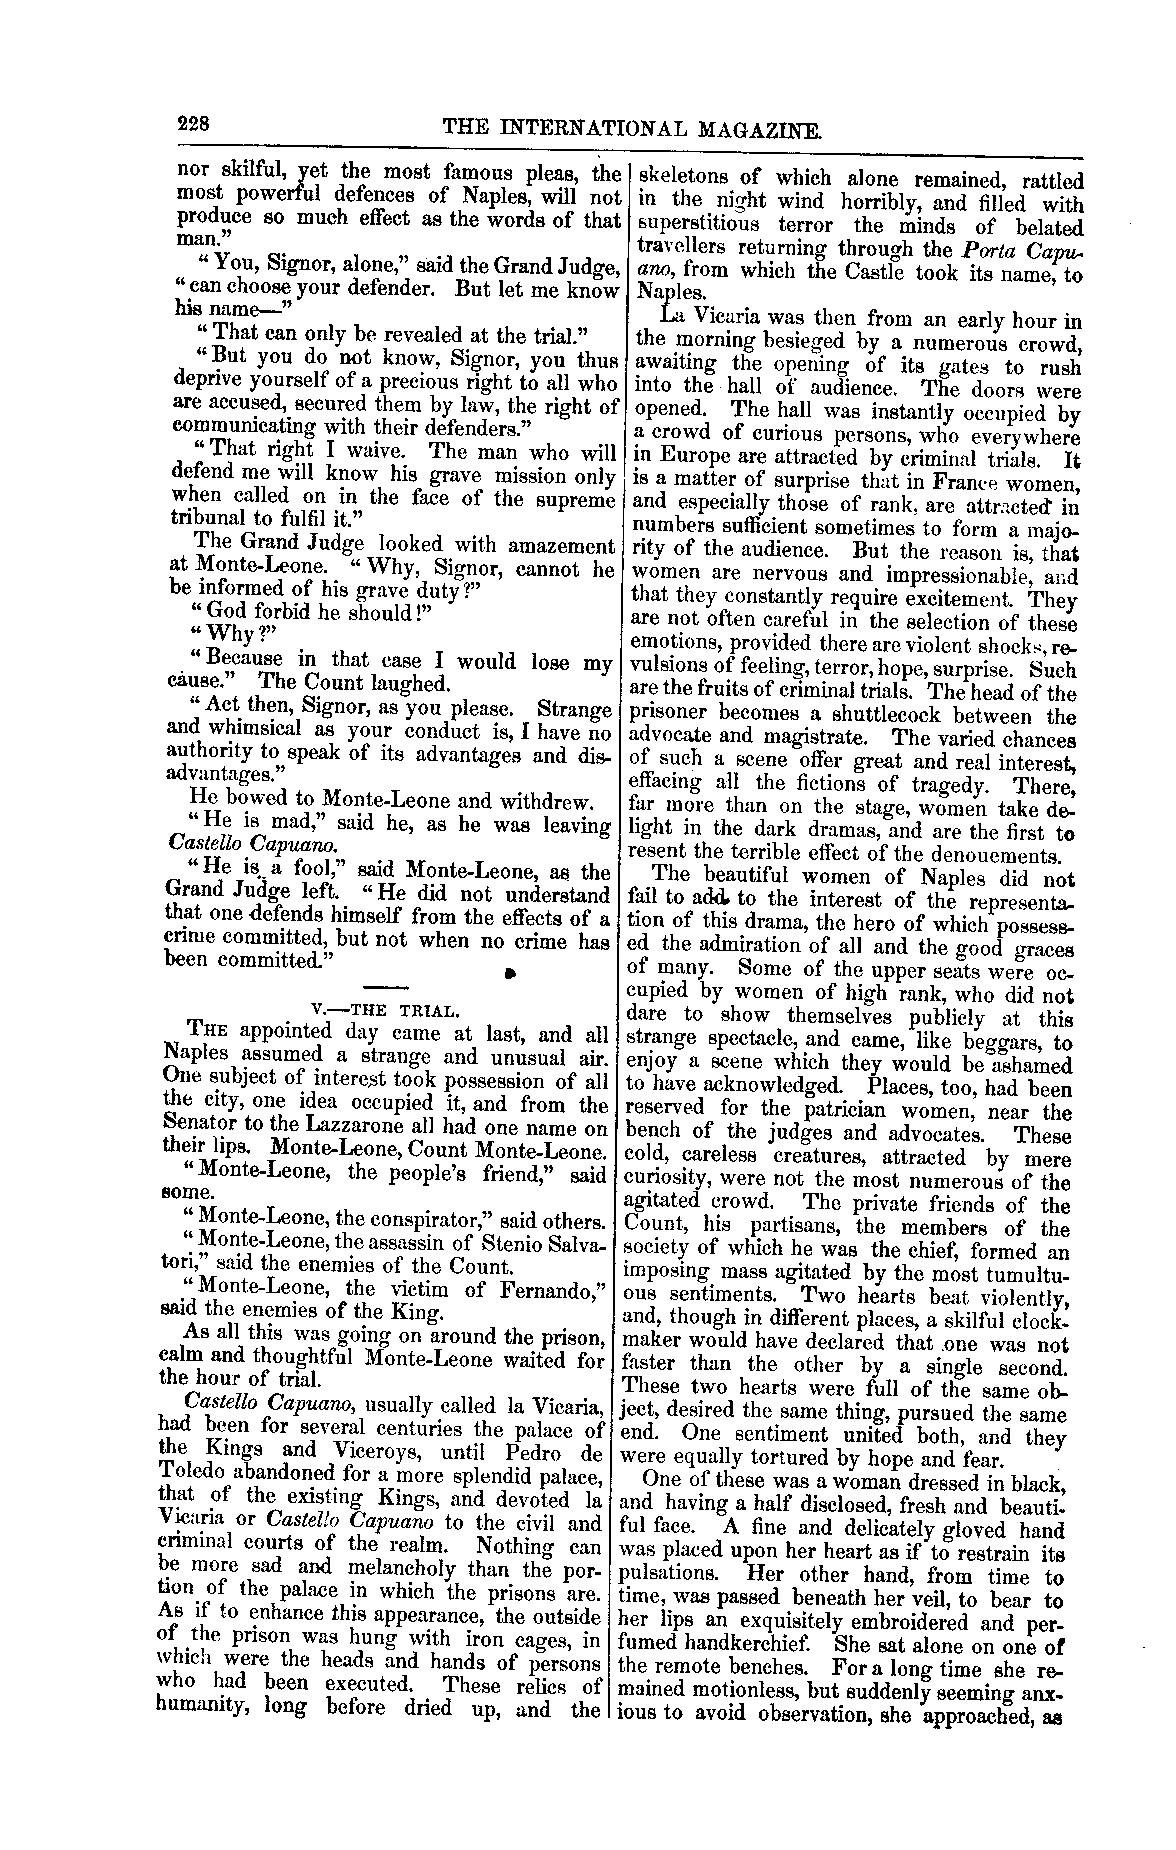 228
THE INTERNATIONAL MAGAZINE.
nor skilful, yet the most famous pleas, the
most powerful defences of Naples, will not
produce so much effect as the words of that
man."
"You, Signor, alone," said the Grand Judge,
"can choose your defender. But let me know
his name—"
"That can only be revealed at the trial."
"But you do not know, Signor, you thus
deprive yourself of a precious right to all who
are accused, secured them by law, the right of
communicating with their defenders."
"That right I waive. The man who will
defend me will know his grave mission only
when called on in the face of the supreme
tribunal to fulfil it."
The Grand Judge looked with amazement
at Monte-Leone. "Why, Signor, cannot he
be informed of his grave duty?"
"God forbid he should!"
"Why?"
"Because in that case I would lose my
cause." The Count laughed.
"Act then, Signor, as you please. Strange
and whimsical as your conduct is, I have no
authority to speak of its advantages and dis-
advantages."
He bowed to Monte-Leone and withdrew.
"He is mad," said he, as he was leaving
Castello Capuano.
"He is a fool," said Monte-Leone, as the
Grand Judge left. "He did not understand
that one defends himself from the effects of a
crime committed, but not when no crime has
been committed."
V.—THE TRIAL.
THE appointed day came at last, and all
Naples assumed a strange and unusual air.
One subject of interest took possession of all
the city, one idea occupied it, and from the
Senator to the Lazzarone all had one name on
their lips. Monte-Leone, Count Monte-Leone.
"Monte-Leone, the people's friend," said
some.
"Monte-Leone, the conspirator," said others.
"Monte-Leone, the assassin of Stenio Salva-
tori," said the enemies of the Count.
"Monte-Leone, the victim of Fernando,"
said the enemies of the King.
As all this was going on around the prison,
calm and thoughtful Monte-Leone waited for
the hour of trial.
Castello Capuano, usually called la Vicaria,
had been for several centuries the palace of
the Kings and Viceroys, until Pedro de
Toledo abandoned for a more splendid palace,
that of the existing Kings, and devoted la
Vicaria or Castello Capuano to the civil and
criminal courts of the realm. Nothing can
be more sad and melancholy than the por-
tion of the palace in which the prisons are.
As if to enhance this appearance, the outside
of the prison was hung with iron cages, in
which were the heads and hands of persons
who had been executed. These relics of
humanity, long before dried up, and the
skeletons of which alone remained, rattled
in the night wind horribly, and filled with
superstitious terror the minds of belated
travellers returning through the Porta Capu-
ano, from which the Castle took its name, to
Naples.
La Vicaria was then from an early hour in
the morning besieged by a numerous crowd,
awaiting the opening of its gates to rush
into the hall of audience. The doors were
opened. The hall was instantly occupied by
a crowd of curious persons, who everywhere
in Europe are attracted by criminal trials. It
is a matter of surprise that in France women,
and especially those of rank, are attracted in
numbers sufficient sometimes to form a majo-
rity of the audience. But the reason is, that
women are nervous and impressionable, and
that they constantly require excitement. They
are not often careful in the selection of these
emotions, provided there are violent shocks, re-
vulsions of feeling, terror, hope, surprise. Such
are the fruits of criminal trials. The head of the
prisoner becomes a shuttlecock between the
advocate and magistrate. The varied chances
of such a scene offer great and real interest,
effacing all the fictions of tragedy. There,
far more than on the stage, women take de-
light in the dark dramas, and are the first to
resent the terrible effect of the denouements.
The beautiful women of Naples did not
fail to add to the interest of the representa-
tion of this drama, the hero of which possess-
ed the admiration of all and the good graces
of many. Some of the upper seats were oc-
cupied by women of high rank, who did not
dare to show themselves publicly at this
strange spectacle, and came, like beggars, to
enjoy a scene which they would be ashamed
to have acknowledged. Places, too, had been
reserved for the patrician women, near the
bench of the judges and advocates. These
cold, careless creatures, attracted by mere
curiosity, were not the most numerous of the
agitated crowd. The private friends of the
Count, his partisans, the members of the
society of which he was the chief, formed an
imposing mass agitated by the most tumultu-
ous sentiments. Two hearts beat violently,
and, though in different places, a skilful clock-
maker would have declared that one was not
faster than the other by a single second.
These two hearts were full of the same ob-
ject, desired the same thing, pursued the same
end. One sentiment united both, and they
were equally tortured by hope and fear.
One of these was a woman dressed in black,
and having a half disclosed, fresh and beauti-
ful face. A fine and delicately gloved hand
was placed upon her heart as if to restrain its
pulsations. Her other hand, from time to
time, was passed beneath her veil, to bear to
her lips an exquisitely embroidered and per-
fumed handkerchief. She sat alone on one of
the remote benches. For a long time she re-
mained motionless, but suddenly seeming anx-
ious to avoid observation, she approached, as